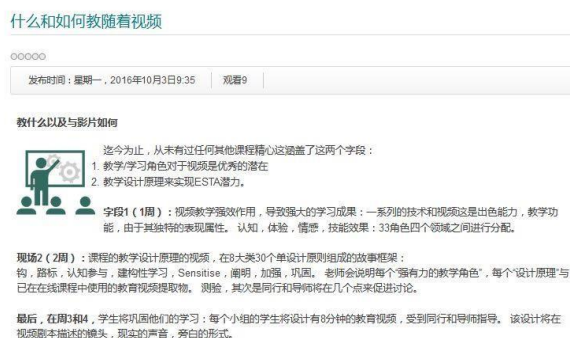 什么和如何教随着视频
发布时间：星期一，2016年10月3日9:35 观看9
教什么以及与影片如何
迄今为止，从未有过任何其他课程精心这涵盖了这两个字段：
1. 教学/学习角色对于视频是优秀的潜在
2. 教学设计原理来实现ESTA潜力。
字段1（1周）：视频教学强效作用，导致强大的学习成果：一系列的技术和视频这是出色能力，教学功
能，由于其独特的表现属性。 认知，体验，情感，技能效果：33角色四个领域之间进行分配。
现场2（2周）：课程的教学设计原理的视频，在8大类30个单设计原则组成的故事框架：
钩，路标，认知参与，建构性学习，Sensitise，阐明，加强，巩固。 老师会说明每个“强有力的教学角色”，每个“设计原理”与
已在在线课程中使用的教育视频提取物。 测验，其次是同行和导师将在几个点来促进讨论。
最后，在周3和4，学生将巩固他们的学习：每个小组的学生将设计有8分钟的教育视频，受到同行和导师指导。 该设计将在
视频剧本描述的镜头，现实的声音，旁白的形式。